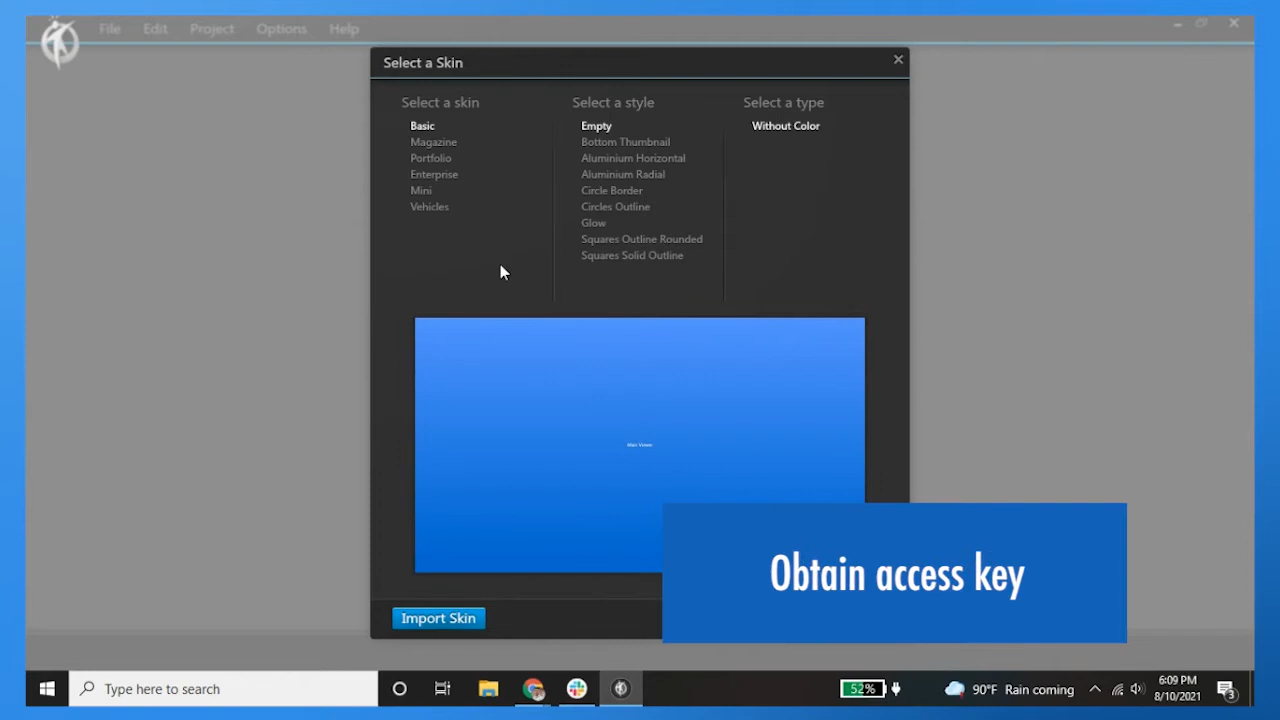 File Edit Project Options Help
Select a Skin
Select a skin Select a style Select a type
Basic Empty Without Color
Magazine Bottom Thumbnail
Portfolio Aluminium Horizontal
Enterprise Aluminium Radial
Mini Circle Border
Vehicles Circles Outline
Glow
Squares Outline Rounded
Squares Solid Outline
Main Viewer
Obtain access key
Import Skin
Type here to search 52% 90°F Rain coming 6:09 PM
8/10/2021 3